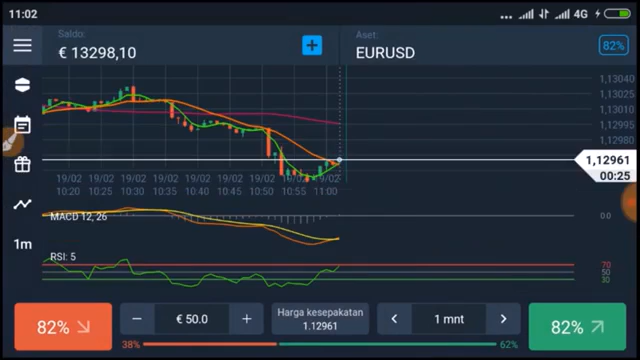 11:02
4G
Saldo:
€ 13298,10
Aset:
EURUSD
82%
1,13040
1,13025
1,13010
1,12995
1,12980
1,12961
00:25
19/02 19/02 19/02 19/02 19/02 19/02 19/02 19/02 19/02
10:20 10:25 10:30 10:35 10:40 10:45 10:50 10:55 11:00
MACD 12, 26
0 0
RSI: 5
70
50
30
1m
82%
− € 50.0 +
Harga kesepakatan
1.12961
< 1 mnt >
82%
38% 62%